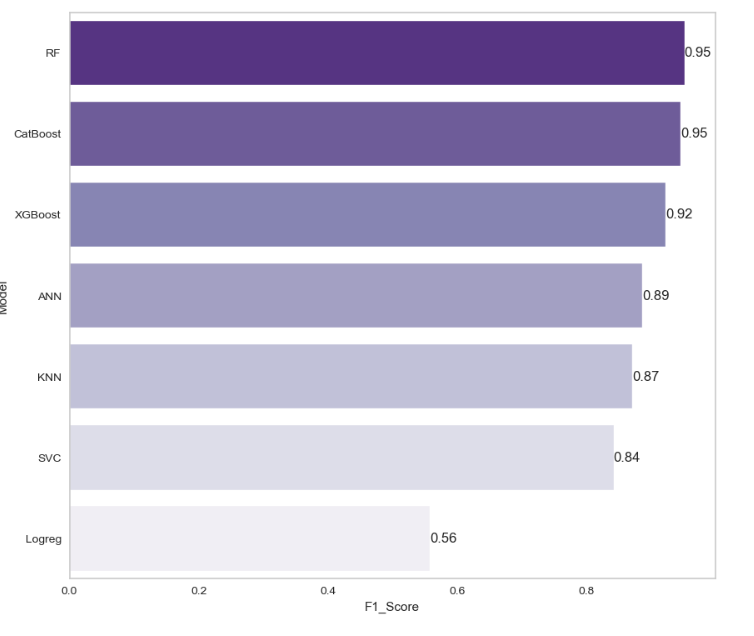 RF
0.95
CatBoost
0.95
XGBoost
0.92
ANN
0.89
Model
KNN
0.87
SVC
0.84
Logreg
0.56
0.0 0.2 0.4 0.6 0.8
F1_Score